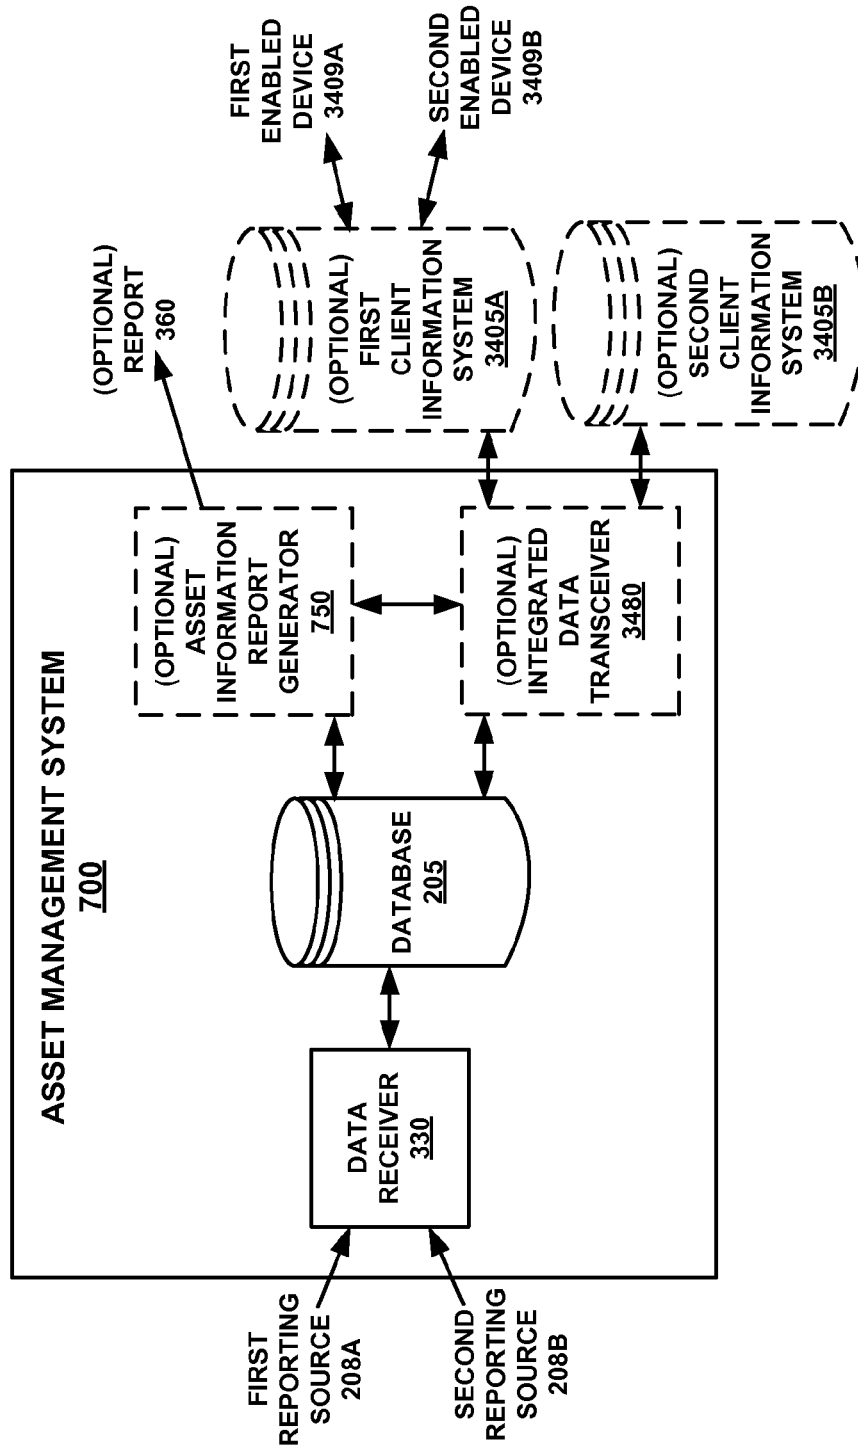 ASSET MANAGEMENT SYSTEM
700
FIRST
REPORTING
SOURCE
208A
SECOND
REPORTING
SOURCE
208B
DATA
RECEIVER
330
DATABASE
205
(OPTIONAL)
ASSET
INFORMATION
REPORT
GENERATOR
750
(OPTIONAL)
INTEGRATED
DATA
TRANSCEIVER
3480
(OPTIONAL)
REPORT
360
(OPTIONAL)
FIRST
CLIENT
INFORMATION
SYSTEM
3405A
(OPTIONAL)
SECOND
CLIENT
INFORMATION
SYSTEM
3405B
FIRST
ENABLED
DEVICE
3409A
SECOND
ENABLED
DEVICE
3409B